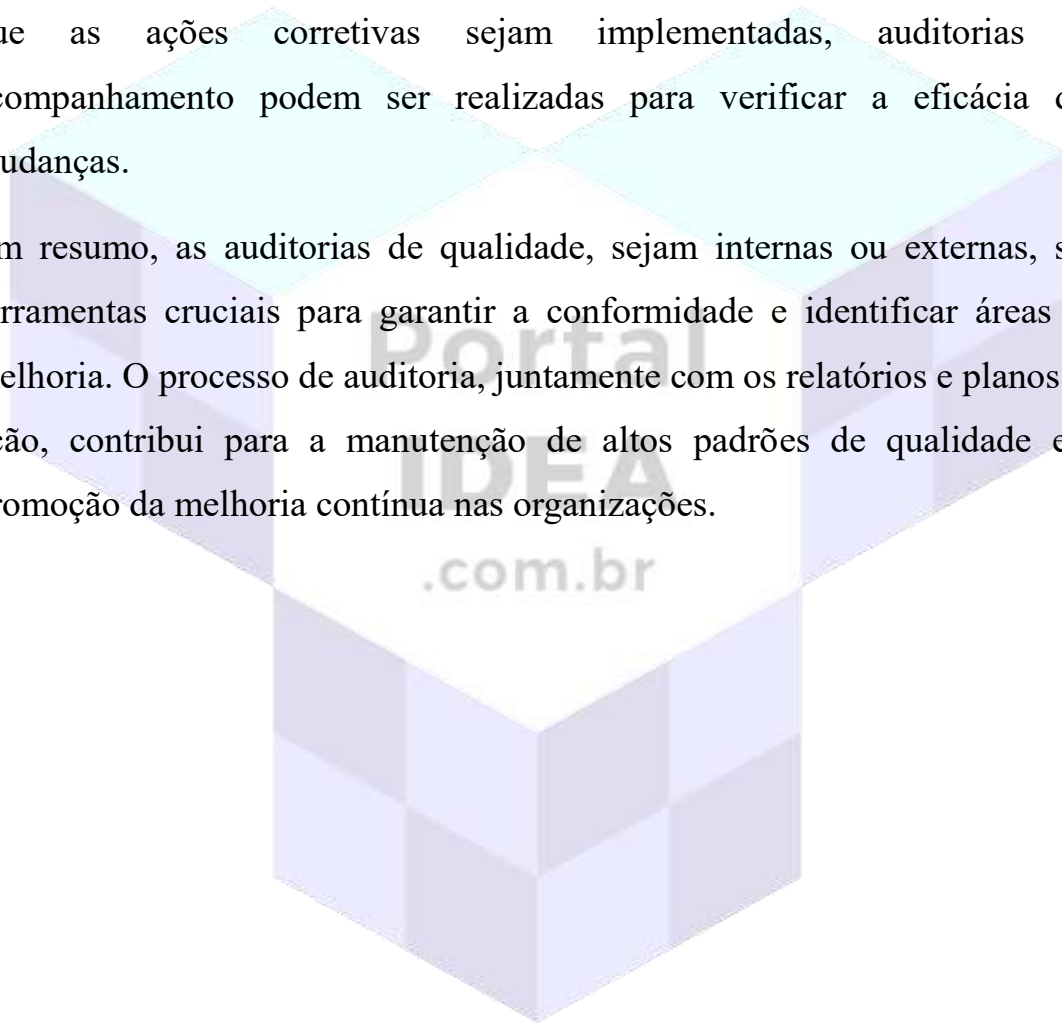 ue as ações corretivas sejam implementadas, auditorias
companhamento podem ser realizadas para verificar a eficácia d
udanças.
m resumo, as auditorias de qualidade, sejam internas ou externas, s
rramentas cruciais para garantir a conformidade e identificar áreas
elhoria. O processo de auditoria, juntamente com os relatórios e planos
ção, contribui para a manutenção de altos padrões de qualidade e
romoção da melhoria contínua nas organizações.
Portal
IDEA
.com.br